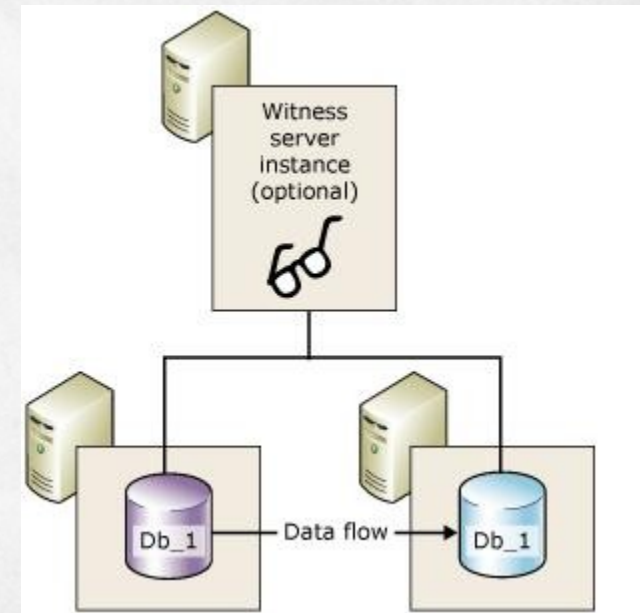 Witness
server
instance
(optional)
Db_1
Data flow
Db_1